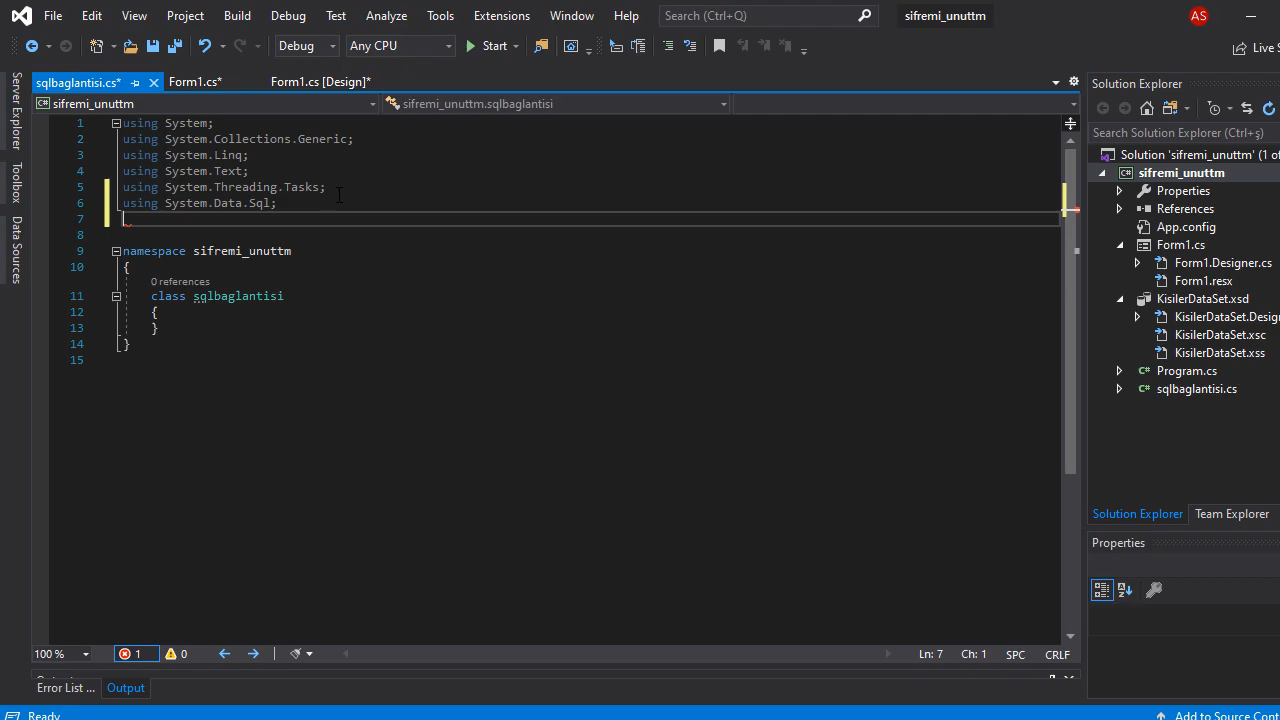 File Edit View Project Build Debug Test Analyze Tools Extensions Window Help Search (Ctrl+Q) sifremi_unuttm AS
Debug Any CPU Start Live S
sqlbaglantisi.cs* Form1.cs* Form1.cs [Design]*
sifremi_unuttm sifremi_unuttm.sqlbaglantisi
Server Explorer
Toolbox
Data Sources
1 using System;
2 using System.Collections.Generic;
3 using System.Linq;
4 using System.Text;
5 using System.Threading.Tasks;
6 using System.Data.Sql;
7
8
9 namespace sifremi_unuttm
10 {
0 references
11 class sqlbaglantisi
12 {
13 }
14 }
15
100 % 1 0 Ln: 7 Ch: 1 SPC CRLF
Error List ... Output
Ready Add to Source Cont
Solution Explorer
Search Solution Explorer (Ctrl+ş)
Solution 'sifremi_unuttm' (1 of
sifremi_unuttm
Properties
References
App.config
Form1.cs
Form1.Designer.cs
Form1.resx
KisilerDataSet.xsd
KisilerDataSet.Desig
KisilerDataSet.xsc
KisilerDataSet.xss
Program.cs
sqlbaglantisi.cs
Solution Explorer Team Explorer
Properties